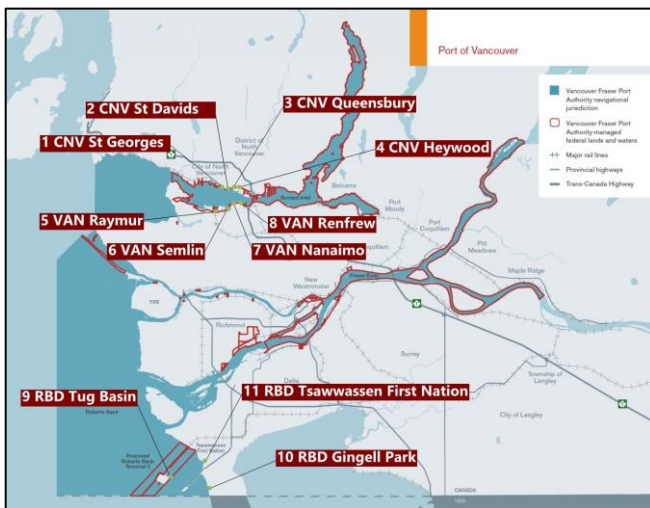 Port of Vancouver
Vancouver Fraser Port
Authority navigational
jurisdiction
Vancouver Fraser Port
Authority-managed
federal lands and waters
Major rail lines
Provincial highways
Trans-Canada Highway
2 CNV St Davids
3 CNV Queensbury
1 CNV St Georges
District of
North
Vancouver
City of North
Vancouver
4 CNV Heywood
Burrard Inlet
Belcarra
Port
Moody
5 VAN Raymur
8 VAN Renfrew
6 VAN Semlin
7 VAN Nanaimo
Port
Coquitlam
Pitt
Meadows
Maple Ridge
Fraser River
New
Westminster
YVR
Richmond
Surrey
Delta
Township of
Langley
9 RBD Tug Basin
11 RBD Tsawwassen First Nation
City of Langley
Roberts Bank
Tsawwassen
First Nation
Proposed
Roberts Bank
Terminal 2
10 RBD Gingell Park
CANADA
USA